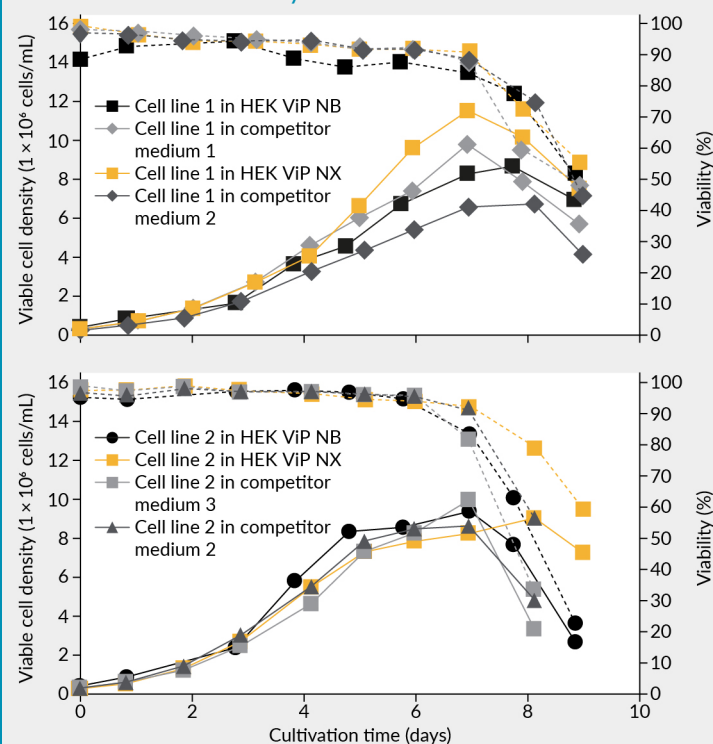 16
14
12
10
8
6
4
2
0
Viable cell density (1 × 10⁶ cells/mL)
Cell line 1 in HEK ViP NB
Cell line 1 in competitor
medium 1
Cell line 1 in HEK ViP NX
Cell line 1 in competitor
medium 2
100
90
80
70
60
50
40
30
20
10
0
Viability (%)
16
14
12
10
8
6
4
2
0
Viable cell density (1 × 10⁶ cells/mL)
Cell line 2 in HEK ViP NB
Cell line 2 in HEK ViP NX
Cell line 2 in competitor
medium 3
Cell line 2 in competitor
medium 2
100
90
80
70
60
50
40
30
20
10
0
Viability (%)
0 2 4 6 8 10
Cultivation time (days)